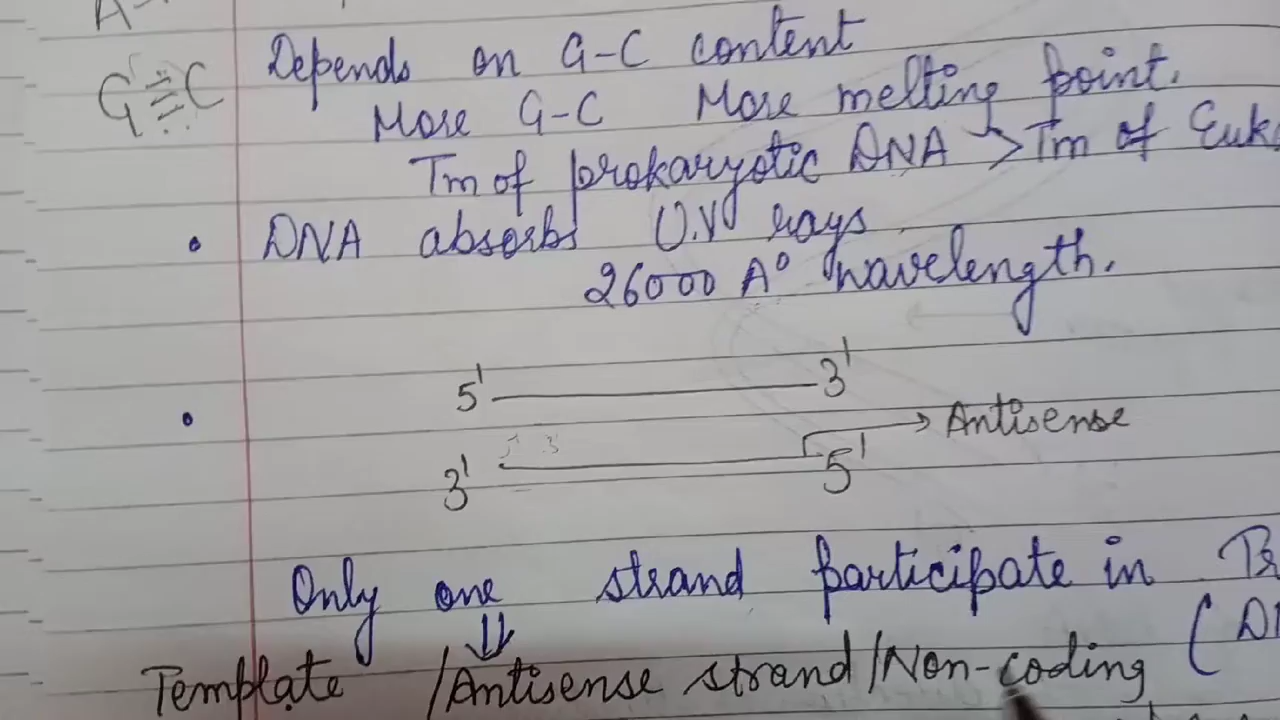 A-
G≡C Depends on G-C content
More G-C More melting point.
Tm of prokaryotic DNA > Tm of Euk
• DNA absorbs U.V rays
26000 A° wavelength.
• 5' 3'
Antisense
3' 5'
Only one strand participate in
Template /Antisense strand/Non-coding